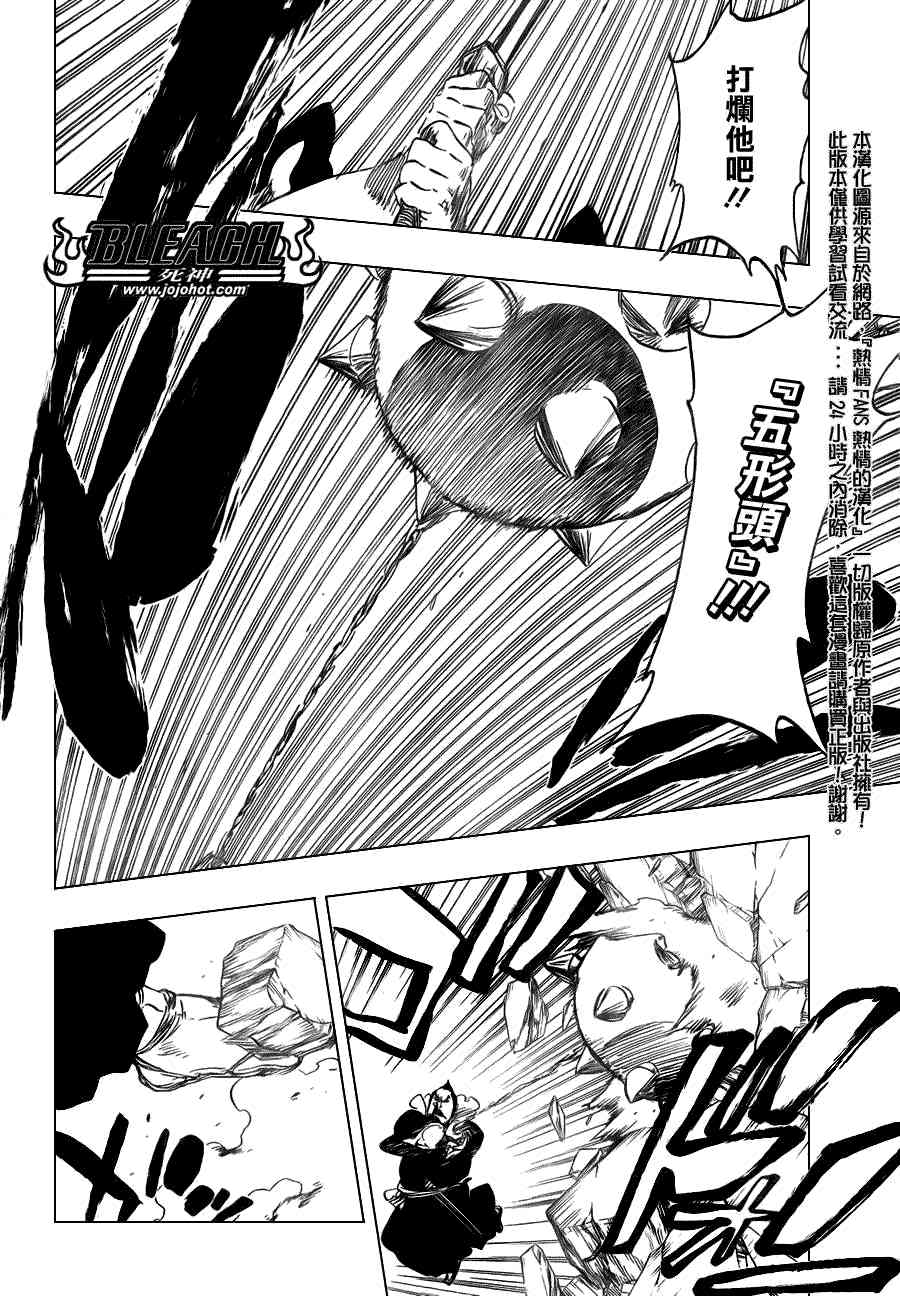 打爛他吧!!
『五形頭』!!!
BLEACH
死神
www.jojohot.com
本漢化圖源來自於網路,『熱情FANS 熱情的漢化』一切版權歸原作者與出版社擁有!
此版本僅供學習試看交流...請24小時之內消除.喜歡這套漫畫請購買正版!謝謝。